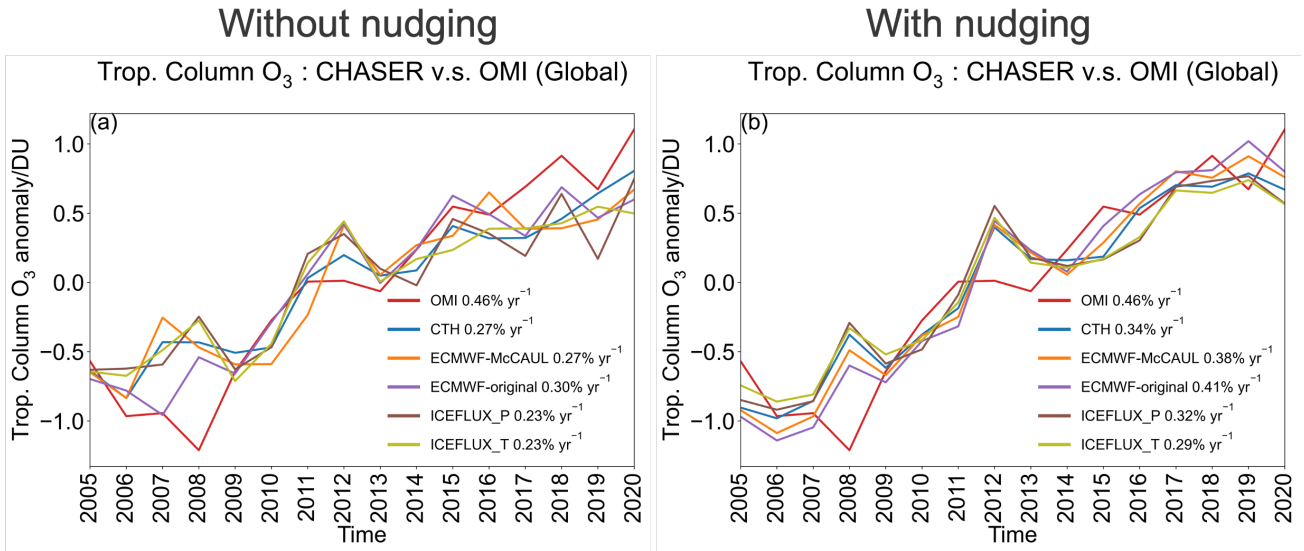 Without nudging
Trop. Column O₃ : CHASER v.s. OMI (Global)
(a)
Trop. Column O₃ anomaly/DU
1.0
0.5
0.0
−0.5
−1.0
OMI 0.46% yr⁻¹
CTH 0.27% yr⁻¹
ECMWF-McCAUL 0.27% yr⁻¹
ECMWF-original 0.30% yr⁻¹
ICEFLUX_P 0.23% yr⁻¹
ICEFLUX_T 0.23% yr⁻¹
2005
2006
2007
2008
2009
2010
2011
2012
2013
2014
2015
2016
2017
2018
2019
2020
Time
With nudging
Trop. Column O₃ : CHASER v.s. OMI (Global)
(b)
Trop. Column O₃ anomaly/DU
1.0
0.5
0.0
−0.5
−1.0
OMI 0.46% yr⁻¹
CTH 0.34% yr⁻¹
ECMWF-McCAUL 0.38% yr⁻¹
ECMWF-original 0.41% yr⁻¹
ICEFLUX_P 0.32% yr⁻¹
ICEFLUX_T 0.29% yr⁻¹
2005
2006
2007
2008
2009
2010
2011
2012
2013
2014
2015
2016
2017
2018
2019
2020
Time